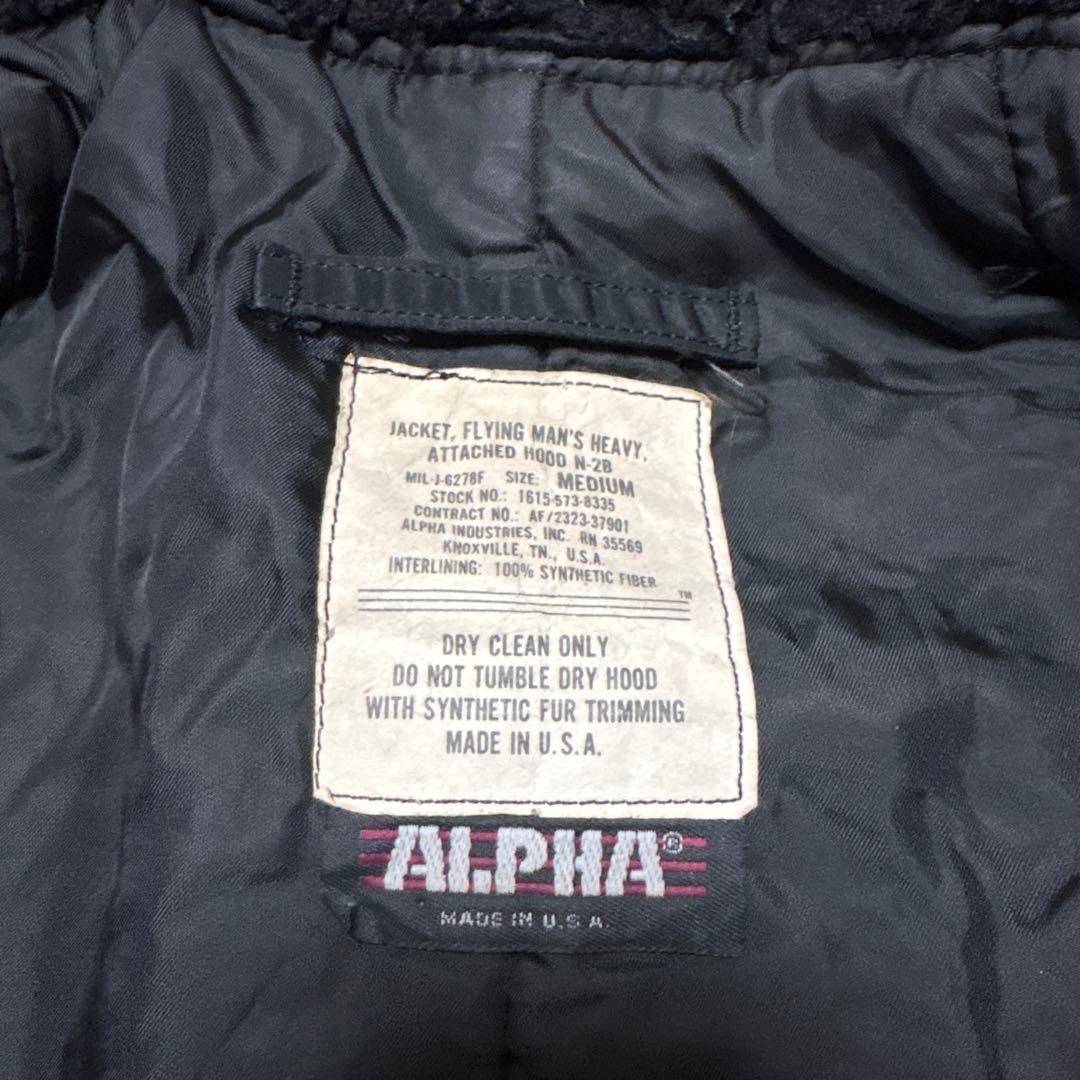 JACKET, FLYING MAN'S HEAVY,
ATTACHED HOOD N-2B
MIL-J-6278F SIZE: MEDIUM
STOCK NO.: 1615-573-8335
CONTRACT NO.: AF/2323-37901
ALPHA INDUSTRIES, INC. RN 35569
KNOXVILLE, TN., U.S.A.
INTERLINING: 100% SYNTHETIC FIBER
TM
DRY CLEAN ONLY
DO NOT TUMBLE DRY HOOD
WITH SYNTHETIC FUR TRIMMING
MADE IN U.S.A.
ALPHA®
MADE IN U.S.A.